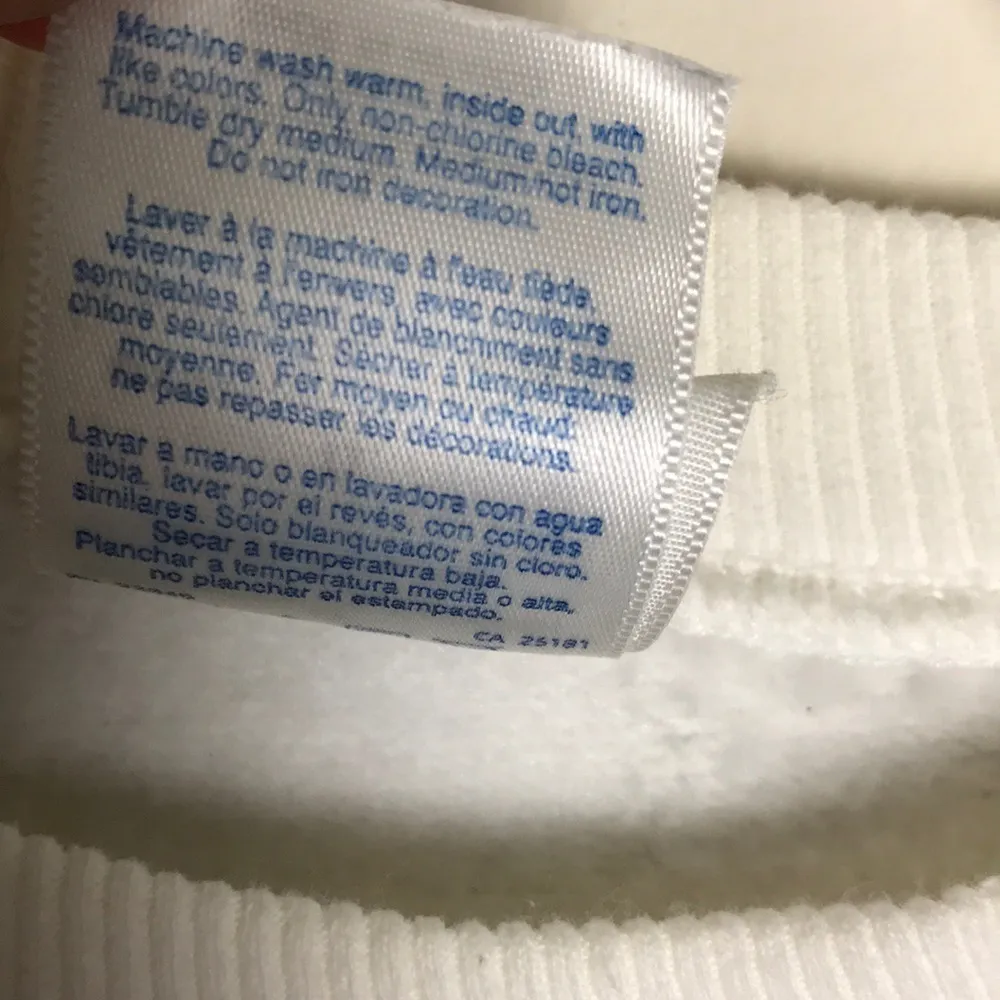 Machine wash warm, inside out, with
like colors. Only non-chlorine bleach.
Tumble dry medium. Medium/hot iron.
Do not iron decoration.
Laver à la machine à l'eau tiède,
vêtement à l'envers, avec couleurs
semblables. Agent de blanchiment sans
chlore seulement. Sécher à température
moyenne. Fer moyen ou chaud;
ne pas repasser les décorations.
Lavar a mano o en lavadora con agua
tibia, lavar por el revés, con colores
similares. Sólo blanqueador sin cloro.
Secar a temperatura baja.
Planchar a temperatura media o alta,
no planchar el estampado.
CA 25181